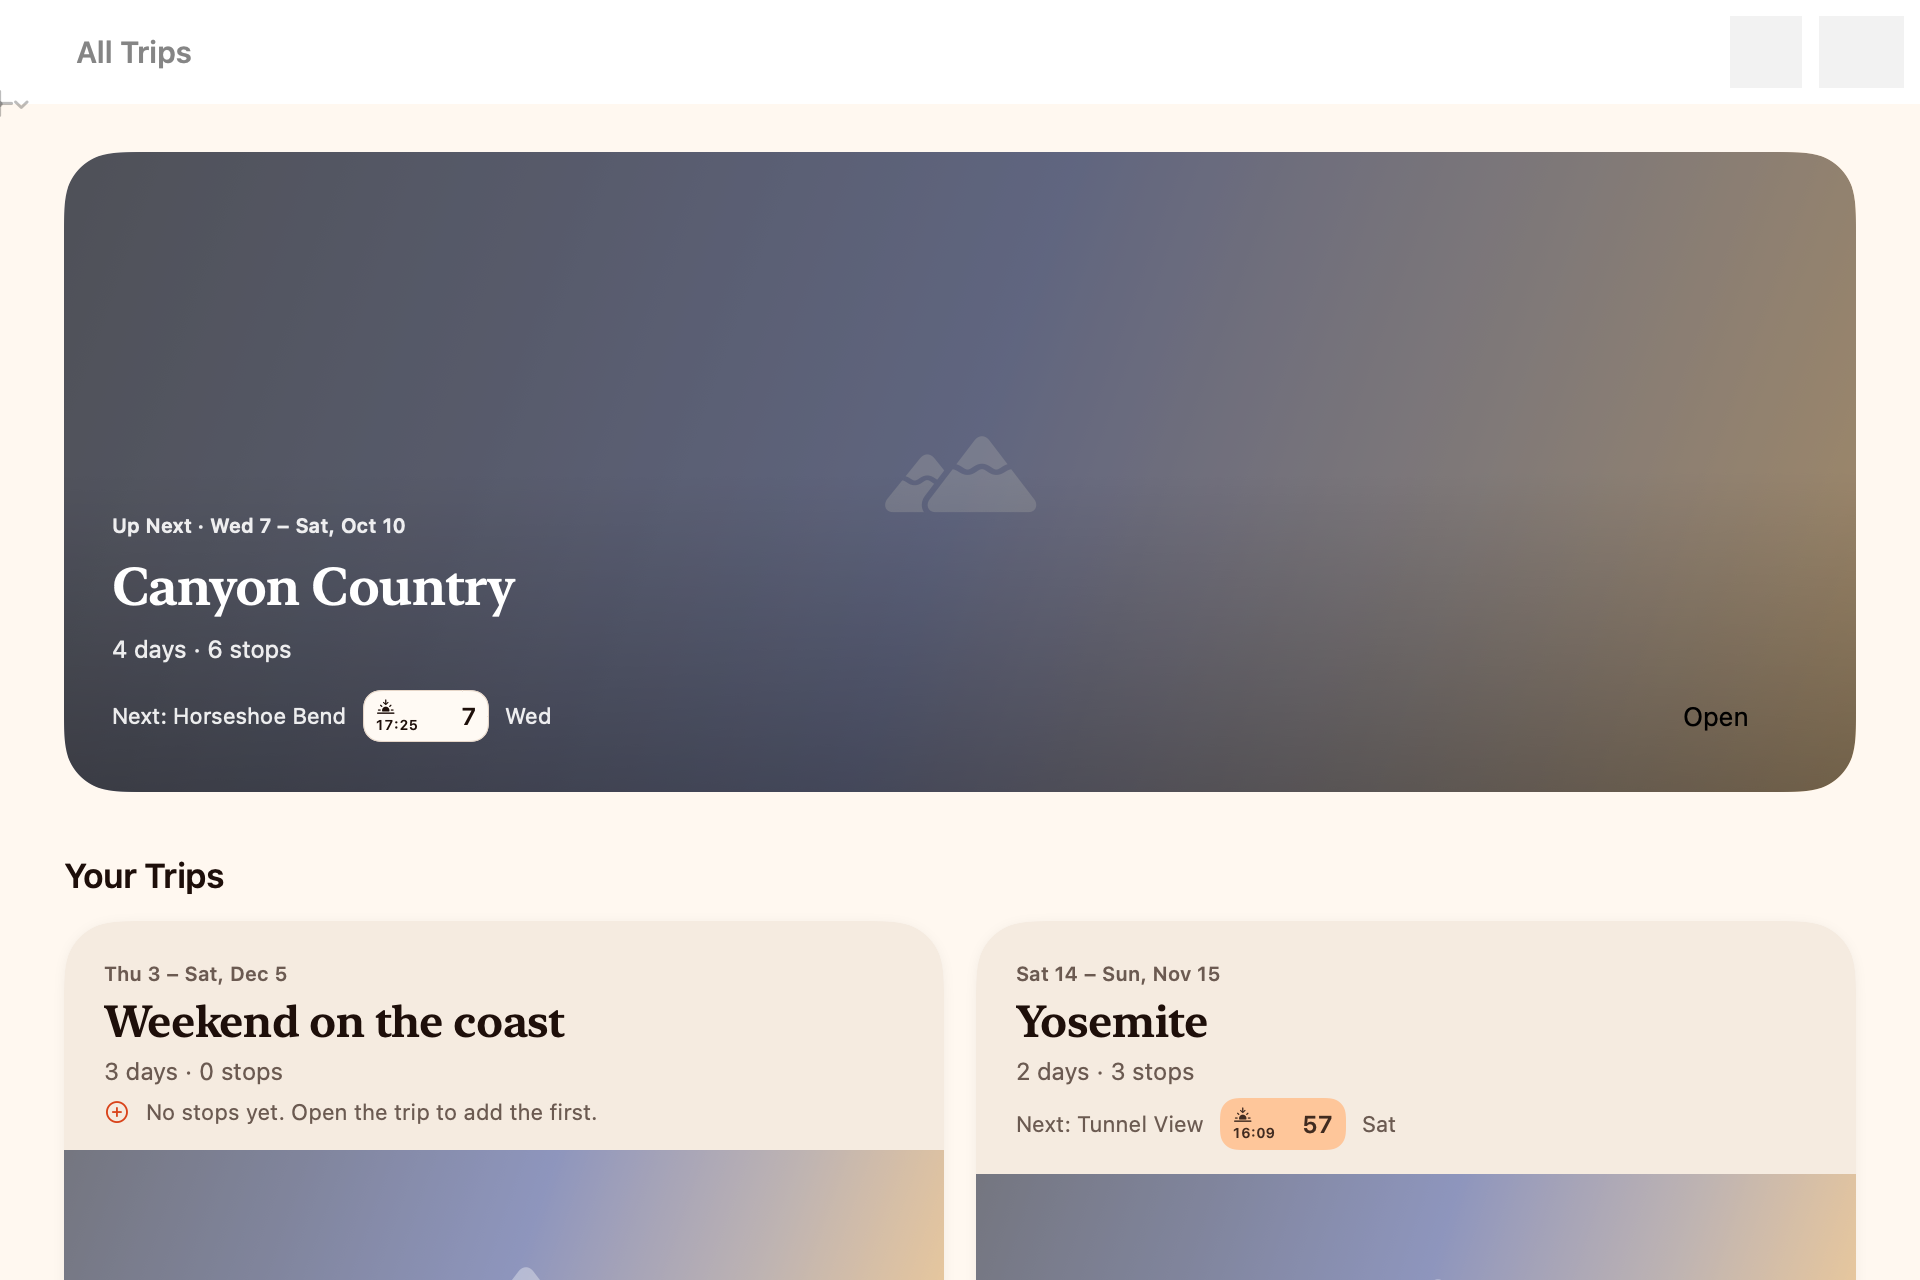 All Trips
Up Next · Wed 7 – Sat, Oct 10
Canyon Country
4 days · 6 stops
Next: Horseshoe Bend 17:25 7 Wed
Open
Your Trips
Thu 3 – Sat, Dec 5
Weekend on the coast
3 days · 0 stops
No stops yet. Open the trip to add the first.
Sat 14 – Sun, Nov 15
Yosemite
2 days · 3 stops
Next: Tunnel View 16:09 57 Sat